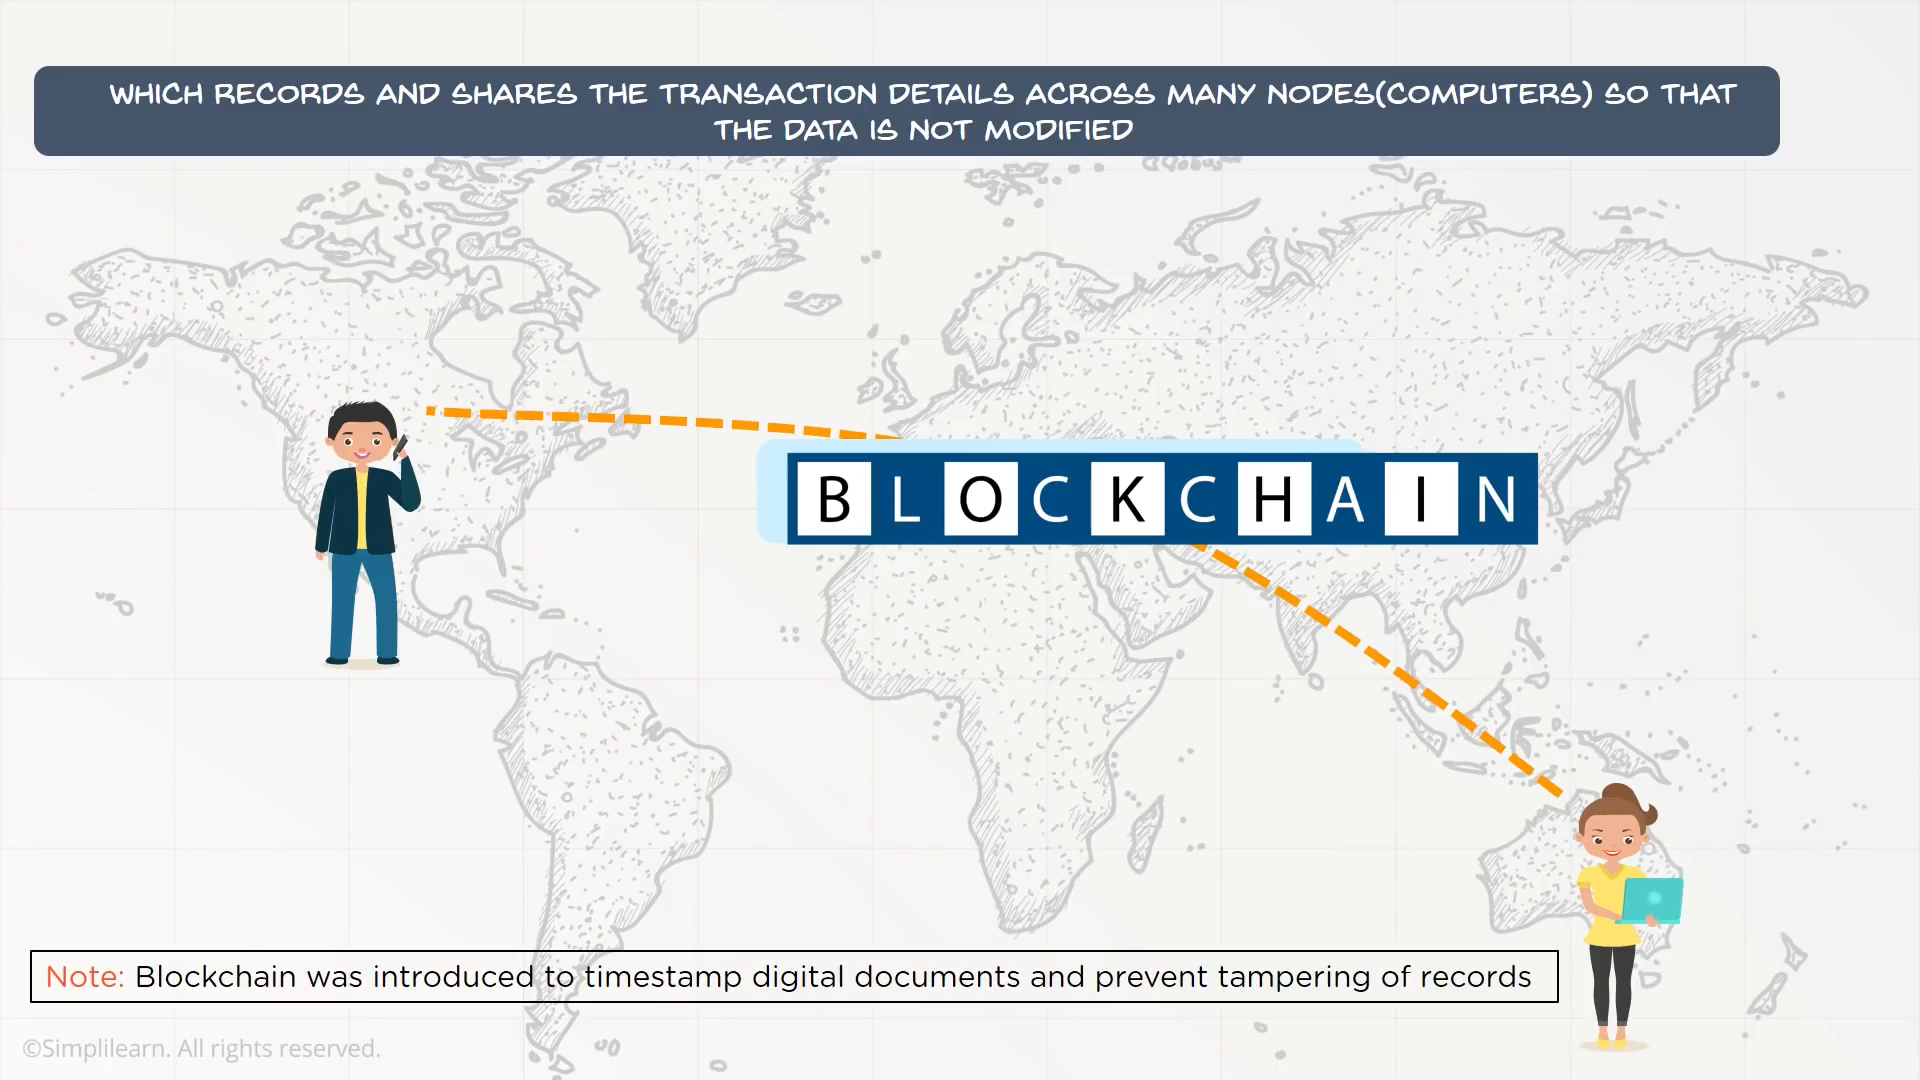 WHICH RECORDS AND SHARES THE TRANSACTION DETAILS ACROSS MANY NODES(COMPUTERS) SO THAT
THE DATA IS NOT MODIFIED
BLOCKCHAIN
Note: Blockchain was introduced to timestamp digital documents and prevent tampering of records
©Simplilearn. All rights reserved.